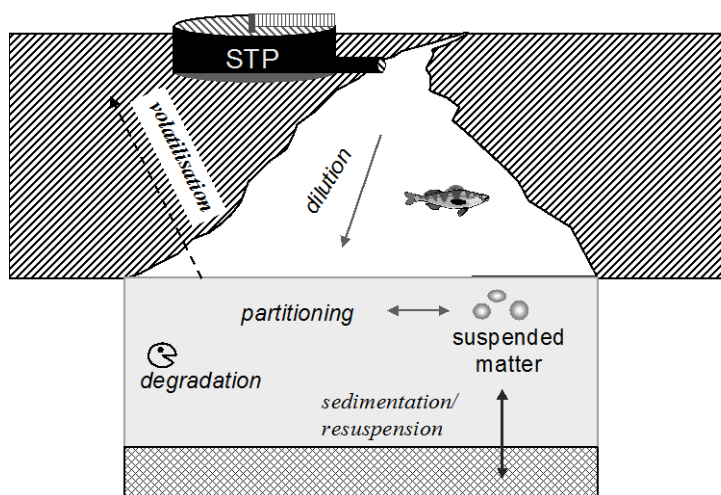 STP
volatilisation
dilution
partitioning
suspended
matter
degradation
sedimentation/
resuspension